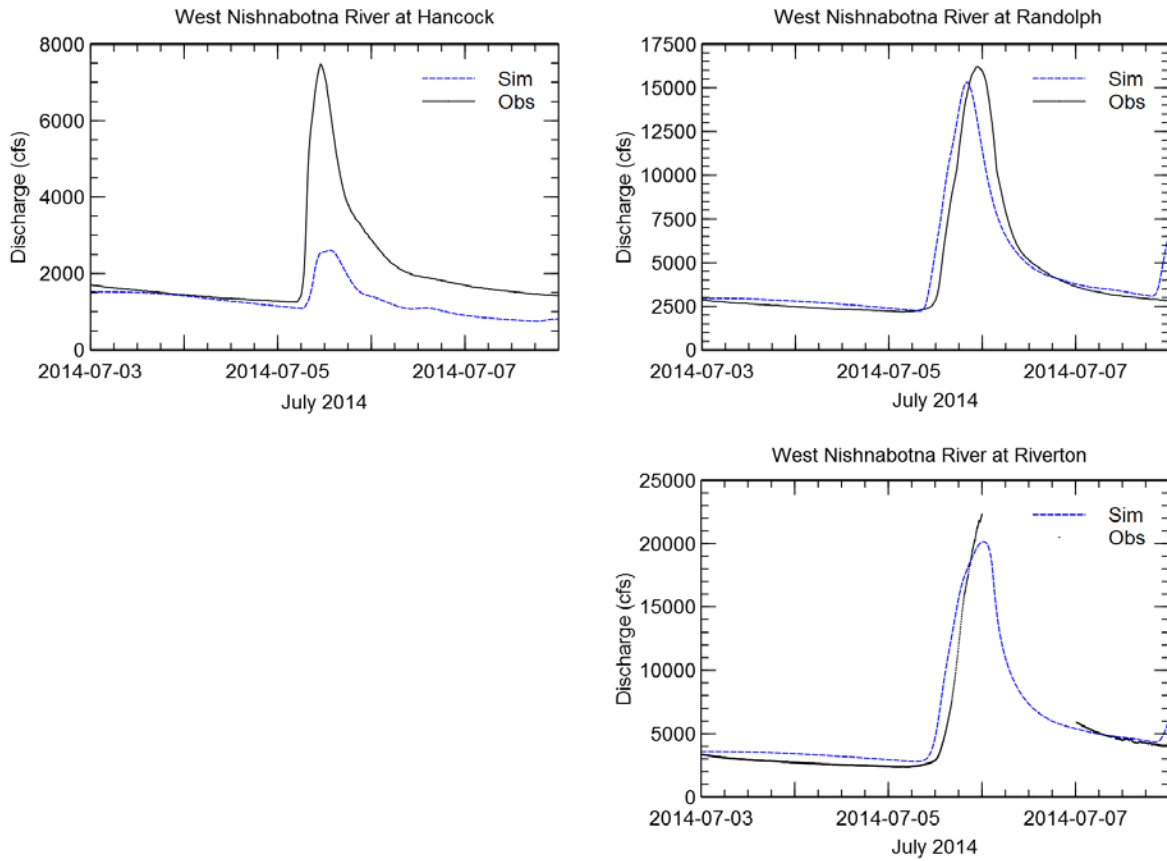 West Nishnabotna River at Hancock
8000
6000
4000
2000
0
Discharge (cfs)
Sim
Obs
2014-07-03
2014-07-05
2014-07-07
July 2014
West Nishnabotna River at Randolph
17500
15000
12500
10000
7500
5000
2500
0
Discharge (cfs)
Sim
Obs
2014-07-03
2014-07-05
2014-07-07
July 2014
West Nishnabotna River at Riverton
25000
20000
15000
10000
5000
0
Discharge (cfs)
Sim
Obs
2014-07-03
2014-07-05
2014-07-07
July 2014